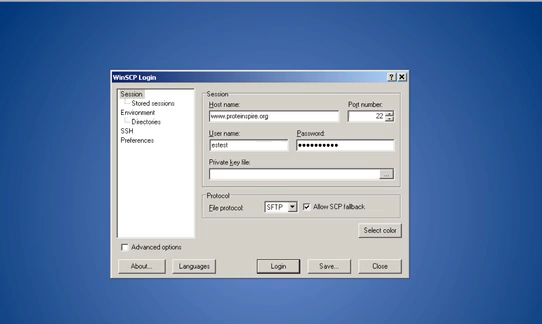 WinSCP Login
Session
Stored sessions
Environment
Directories
SSH
Preferences
Session
Host name:
Port number:
www.proteinspire.org
22
User name:
Password:
estest
●●●●●●●●●●
Private key file:
...
Protocol
File protocol:
SFTP
Allow SCP fallback
Select color
Advanced options
About...
Languages
Login
Save...
Close